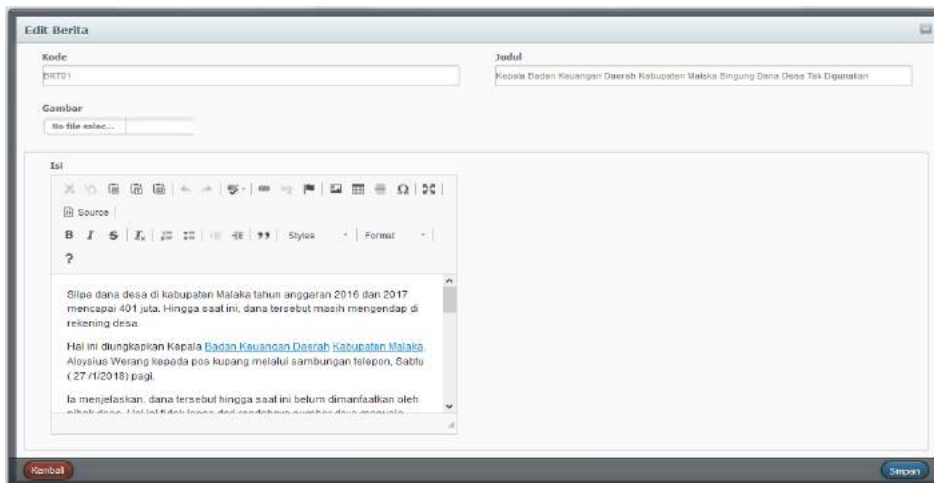 Edit Berita
Kode
Judul
BRT01
Kepala Badan Keuangan Daerah Kabupaten Malaka Bingung Dana Desa Tak Digunakan
Gambar
No file selec...
Isi
Source
B I S Ix Styles Format
?
Silpa dana desa di kabupaten Malaka tahun anggaran 2016 dan 2017
mencapai 401 juta. Hingga saat ini, dana tersebut masih mengendap di
rekening desa.
Hal ini diungkapkan Kepala Badan Keuangan Daerah Kabupaten Malaka,
Aloysius Werang kepada pos kupang melalui sambungan telepon, Sabtu
( 27 /1/2018) pagi.
Ia menjelaskan, dana tersebut hingga saat ini belum dimanfaatkan oleh
Kembali
Simpan